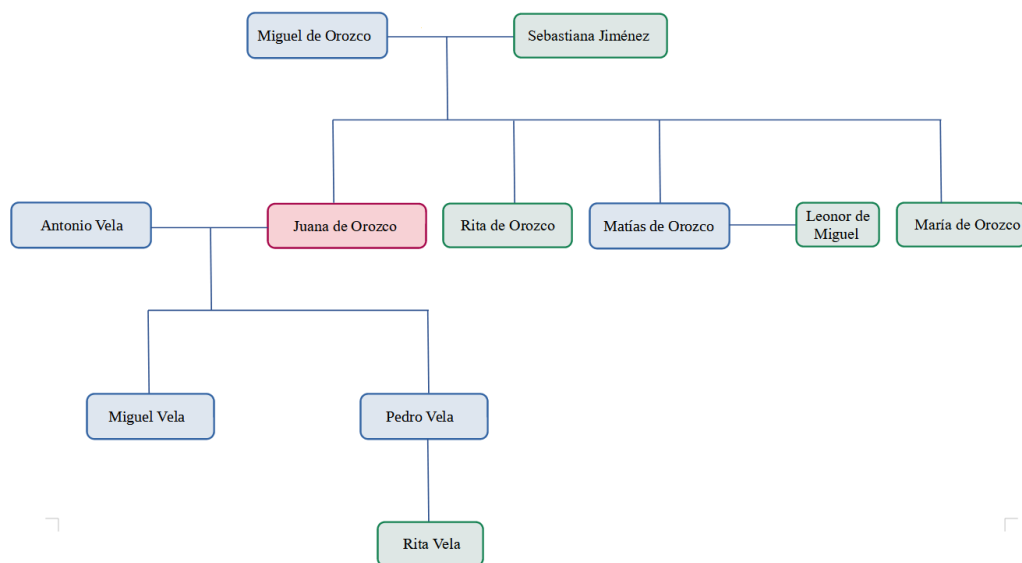 Miguel de Orozco
Sebastiana Jiménez
Antonio Vela
Juana de Orozco
Rita de Orozco
Matías de Orozco
Leonor de
Miguel
María de Orozco
Miguel Vela
Pedro Vela
Rita Vela